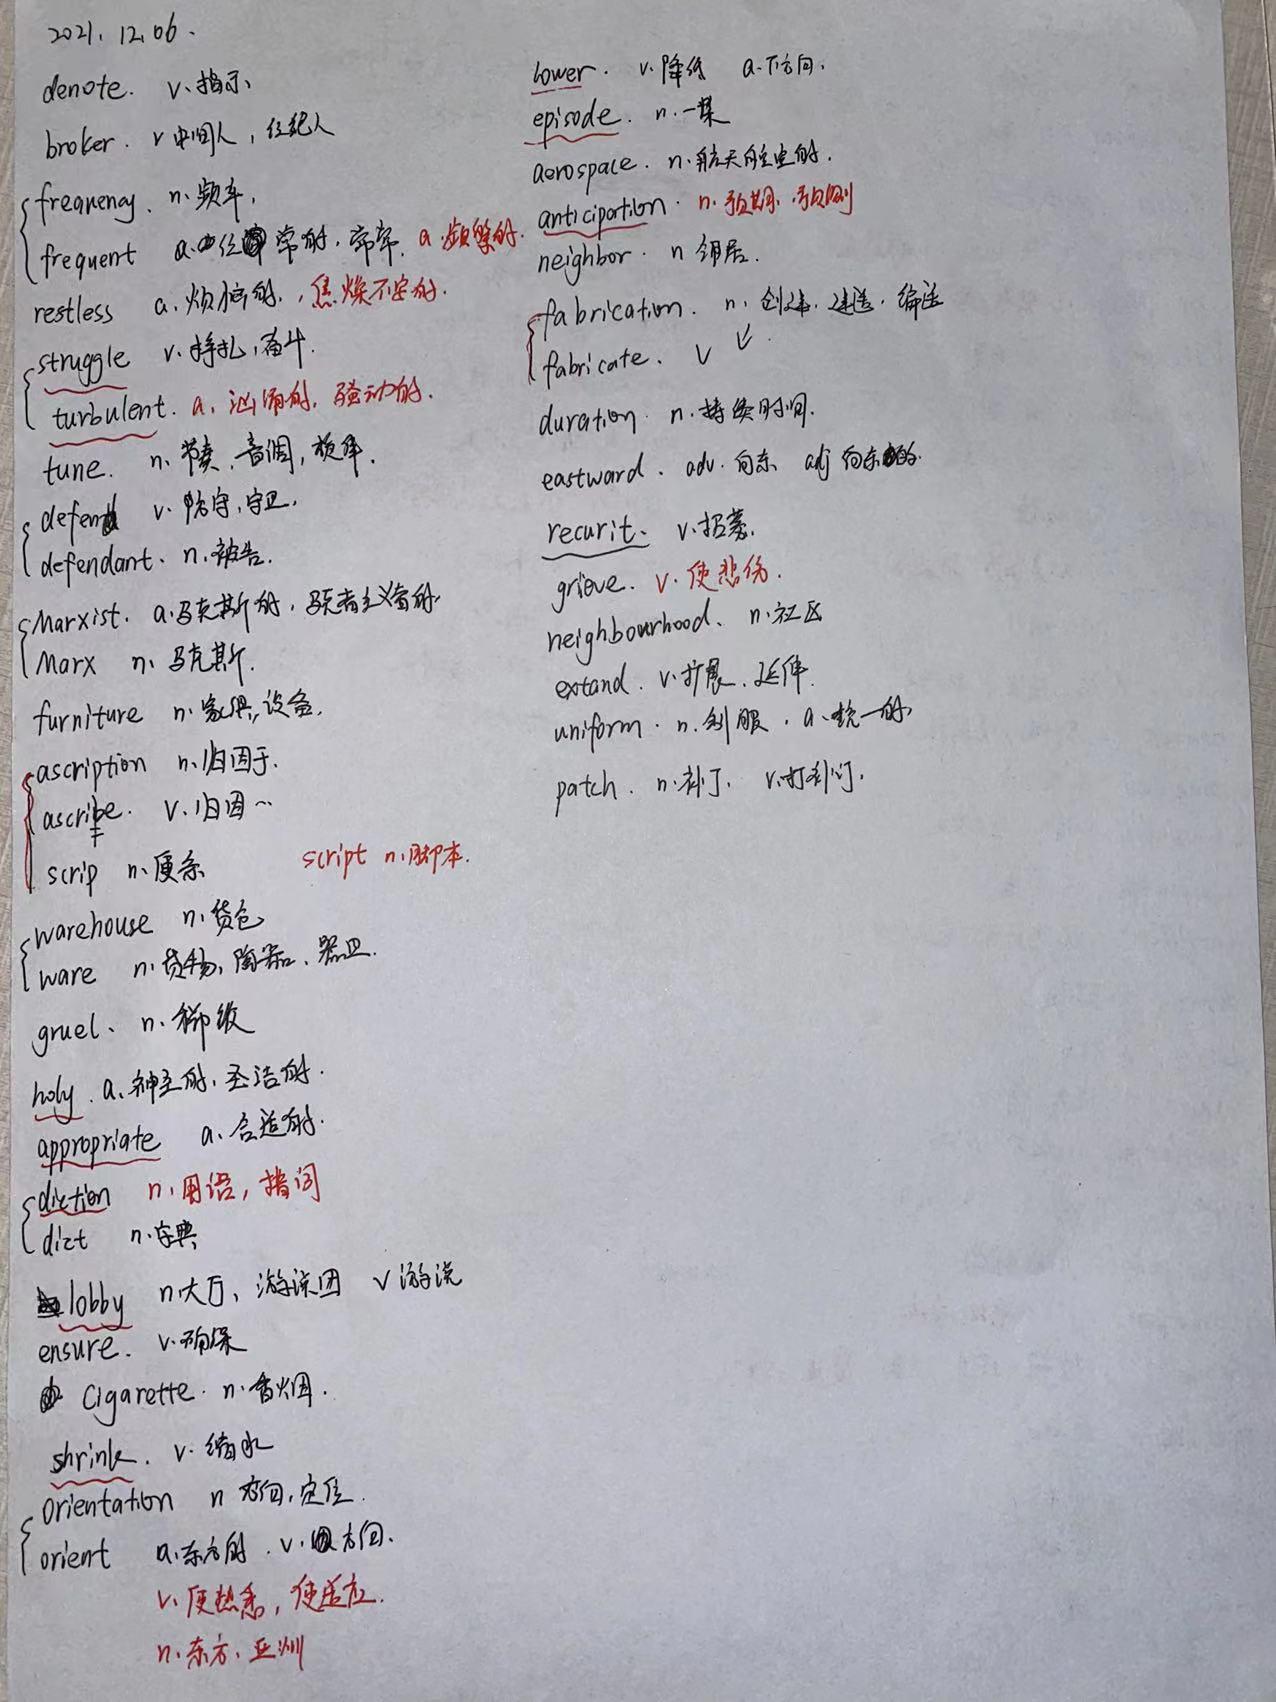 2021.12.06.
denote. v.指示,
broker. v中间人，经纪人
frequency. n.频率,
frequent a.常的，常常. a.频繁的.
restless a.烦恼的., 焦焕不安的.
struggle v.挣扎，奋斗.
turbulent. a. 汹涌的，骚动的.
tune. n.节奏、音调，旋律.
defend v.防守，守卫.
defendant. n.被告.
Marxist. a.马克斯的、马克者主义者的,
Marx n.马克斯.
furniture n.家俱，设备.
ascription n.归因于.
ascribe. v.归因…
scrip n.便条 script n.脚本.
warehouse n.货仓
ware n.货物，陶器、器皿.
gruel、 n.稀饭
holy. a.神圣的，圣洁的.
appropriate a.合适的.
diction n.用语，措词
dict n.字典
lobby n.大厅、游说团 v游说
ensure. v.确保
cigarette. n.香烟.
shrink. v.缩水
orientation n 方向，定位.
orient a.东方的. v.方向.
v.使熟悉，使适应.
n.东方、亚洲
lower. v.降低 a.下方向,
episode. n.一集
aerospace. n.航天航空的.
anticipation. n.预期，预测
neighbor. n 邻居.
fabrication. n. 创建，建造，编造
fabricate. v ↙
duration. n.持续时间.
eastward. adv.向东 adj 向东的
recurit. v.招募.
grieve. v.使悲伤.
neighbourhood、 n.社区
extand. v.扩展、延伸.
uniform. n.制服. a.统一的
patch. n.补丁. v.打补丁.